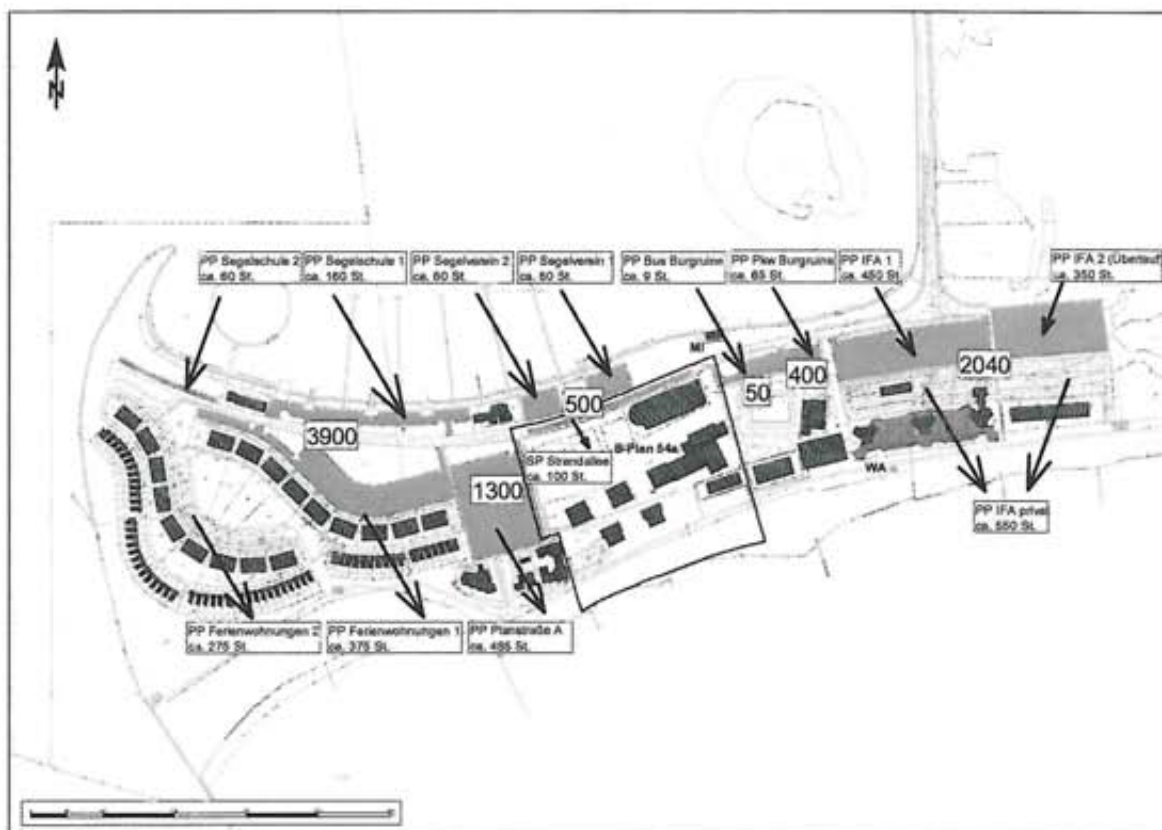 N
PP Segelschule 2
ca. 60 St.
PP Segelschule 1
ca. 160 St.
PP Segelverein 2
ca. 60 St.
PP Segelverein 1
ca. 60 St.
PP Bus Burgruine
ca. 9 St.
PP Pkw Burgruine
ca. 65 St.
PP IFA 1
ca. 450 St.
PP IFA 2 (Überlauf)
ca. 350 St.
MI
3900
500
50
400
2040
1300
SP Strandallee
ca. 100 St.
B-Plan 54a
WA
PP IFA privat
ca. 550 St.
PP Ferienwohnungen 2
ca. 275 St.
PP Ferienwohnungen 1
ca. 375 St.
PP Planstraße A
ca. 485 St.